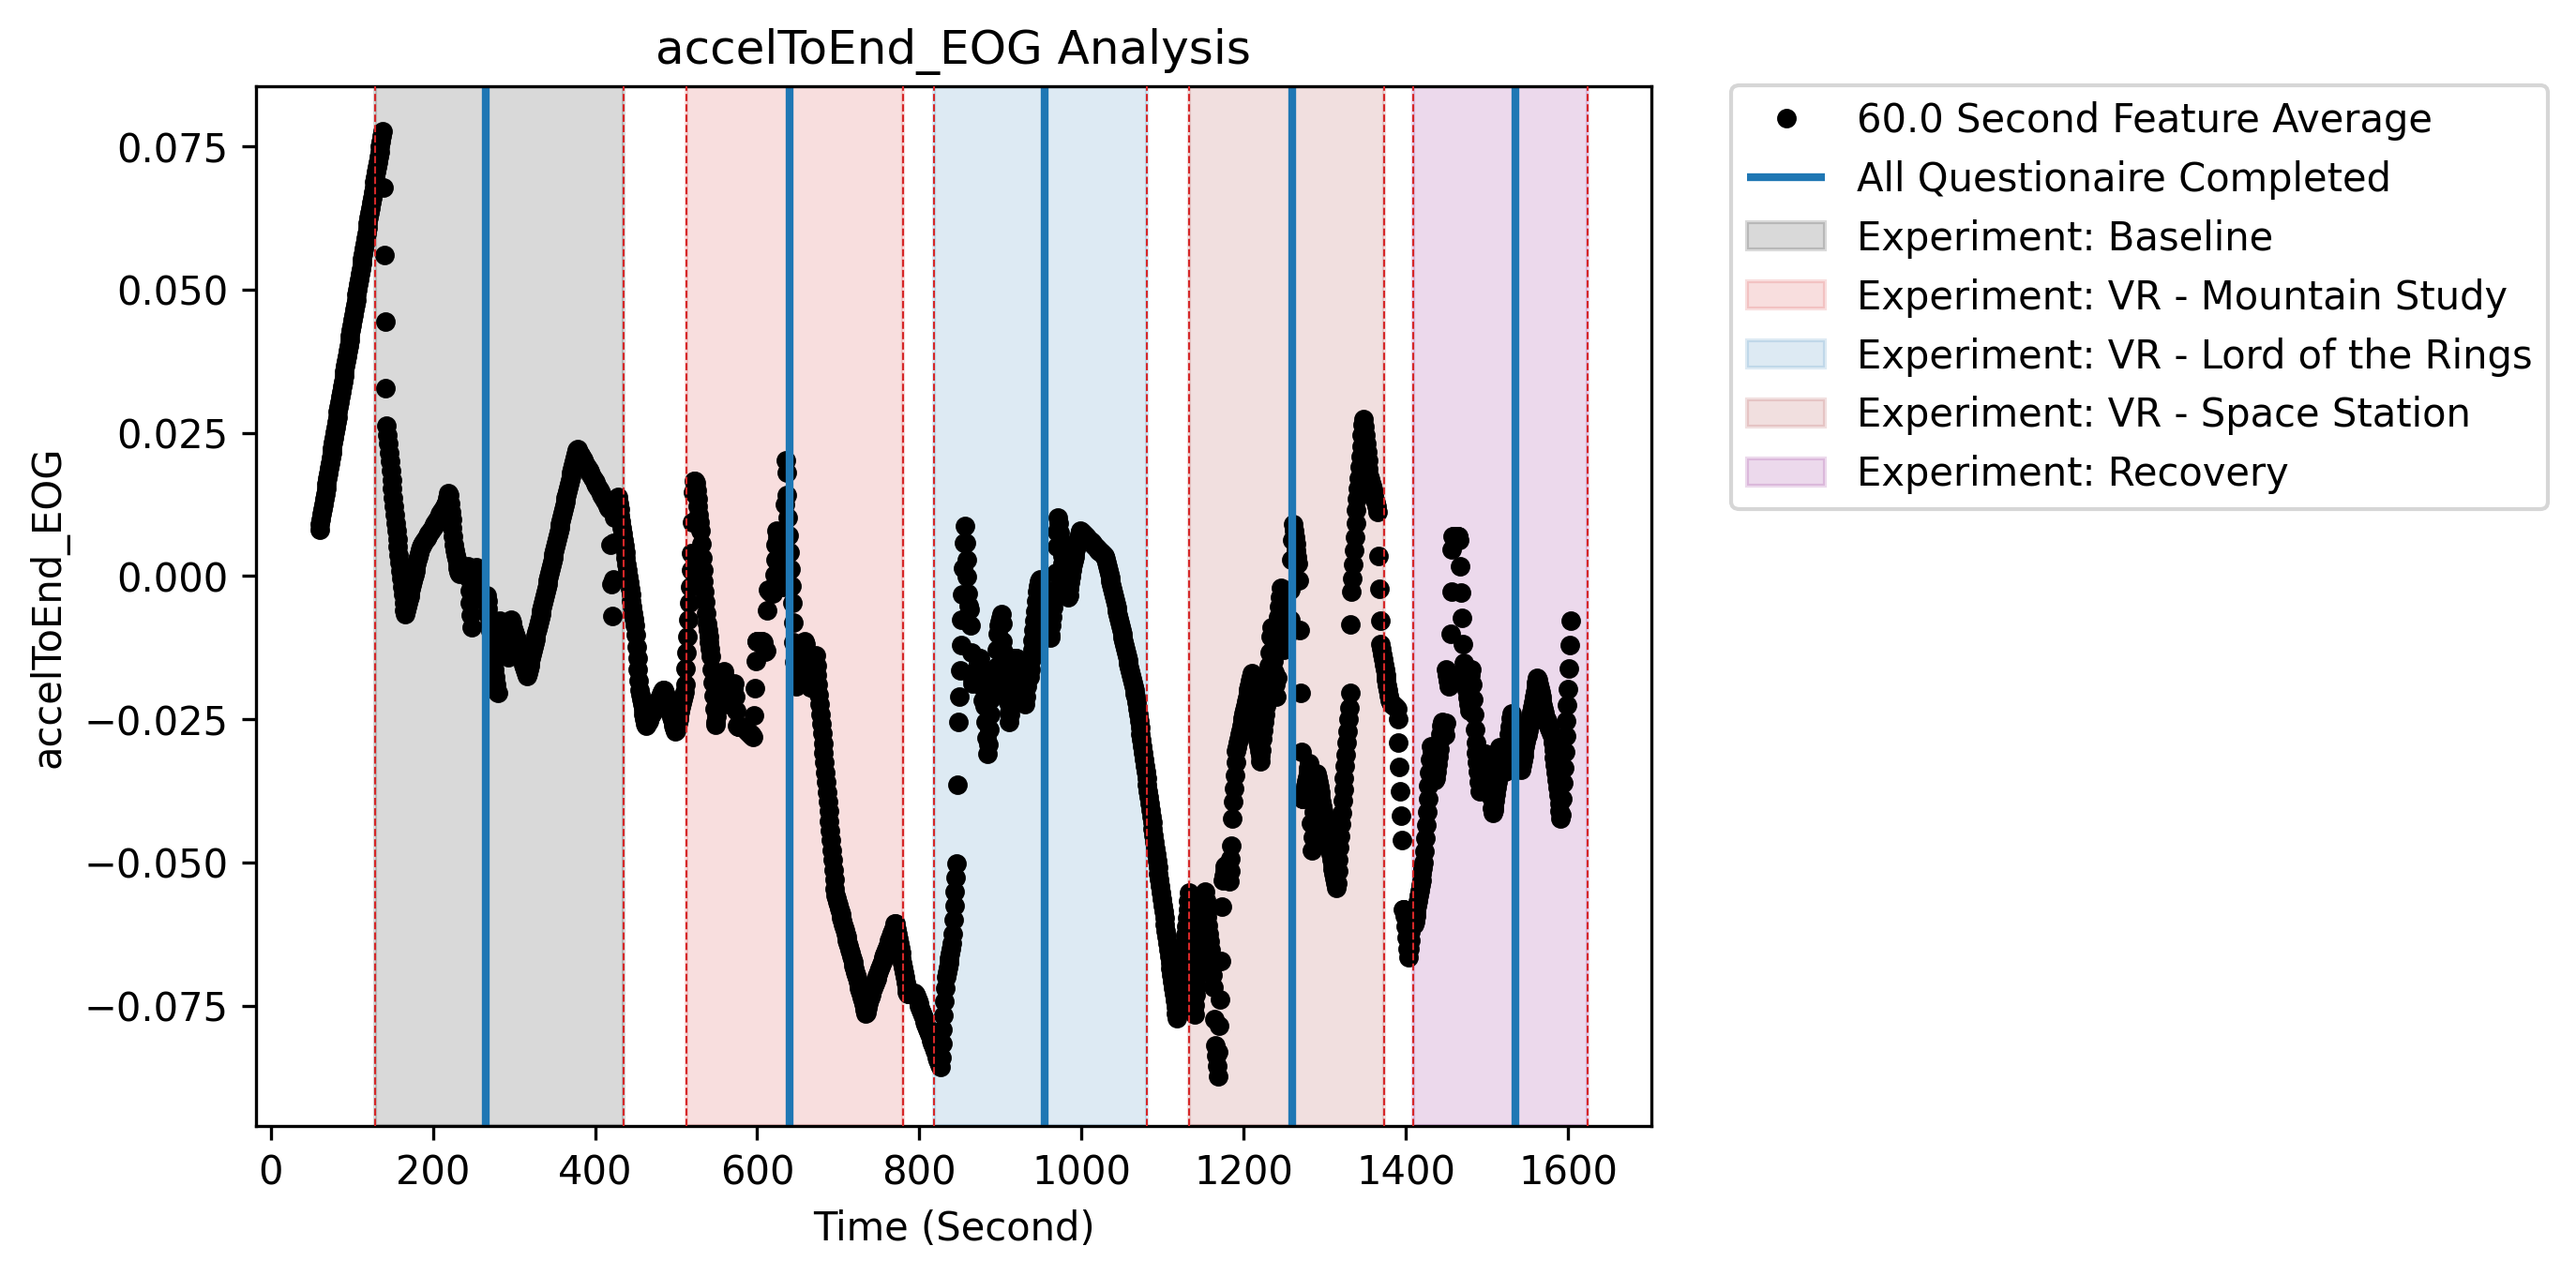 accelToEnd_EOG Analysis
accelToEnd_EOG
0.075
0.050
0.025
0.000
−0.025
−0.050
−0.075
0 200 400 600 800 1000 1200 1400 1600
Time (Second)
60.0 Second Feature Average
All Questionaire Completed
Experiment: Baseline
Experiment: VR - Mountain Study
Experiment: VR - Lord of the Rings
Experiment: VR - Space Station
Experiment: Recovery